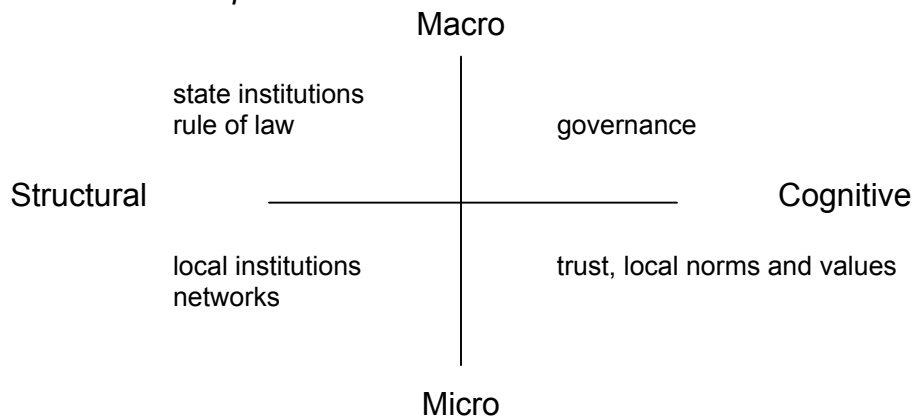 Macro
state institutions
rule of law
governance
Structural
Cognitive
local institutions
networks
trust, local norms and values
Micro